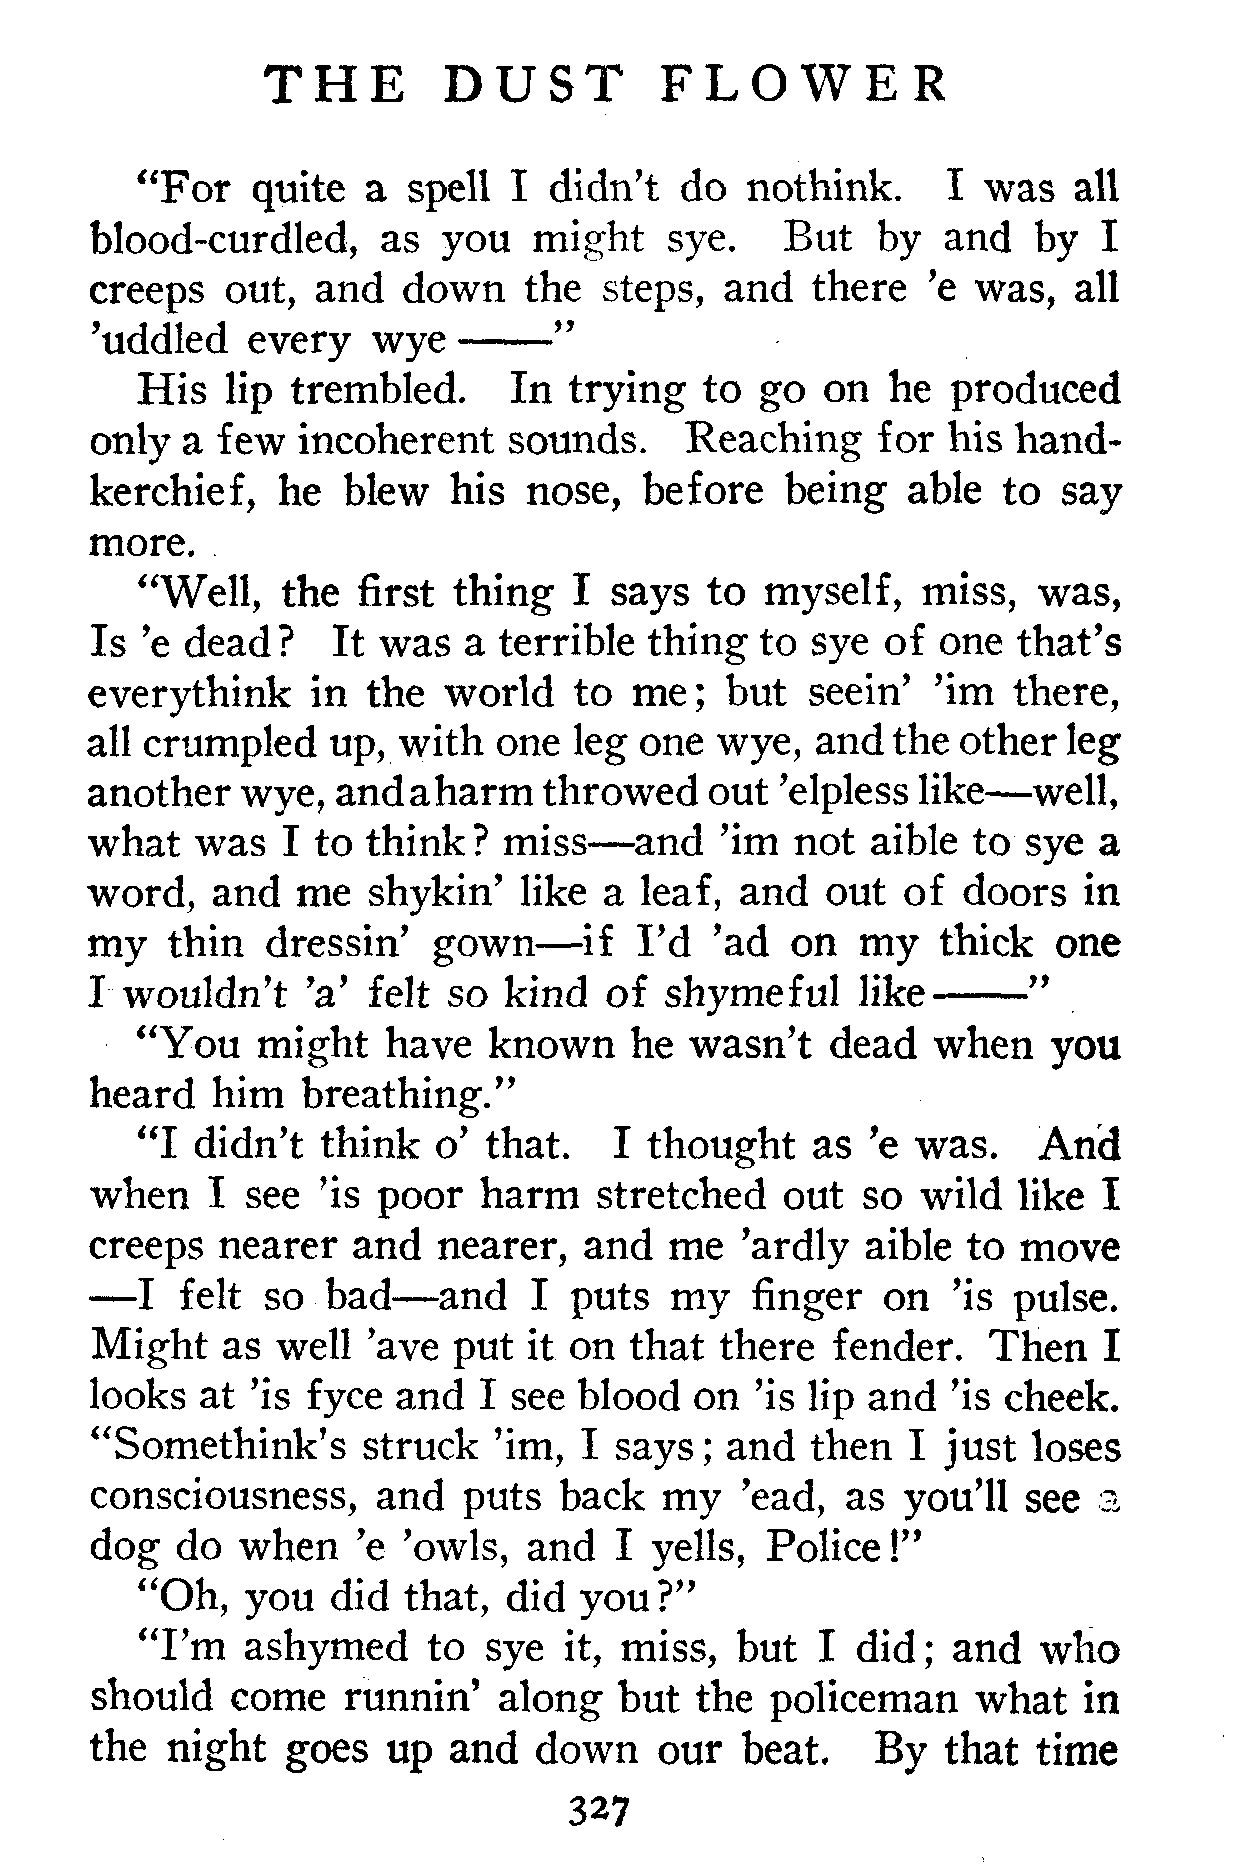 THE DUST FLOWER
“For quite a spell I didn’t do nothink. I was all
blood-curdled, as you might sye. But by and by I
creeps out, and down the steps, and there ’e was, all
’uddled every wye ——”
His lip trembled. In trying to go on he produced
only a few incoherent sounds. Reaching for his hand-
kerchief, he blew his nose, before being able to say
more.
“Well, the first thing I says to myself, miss, was,
Is ’e dead? It was a terrible thing to sye of one that’s
everythink in the world to me; but seein’ ’im there,
all crumpled up, with one leg one wye, and the other leg
another wye, and a harm throwed out ’elpless like—well,
what was I to think? miss—and ’im not aible to sye a
word, and me shykin’ like a leaf, and out of doors in
my thin dressin’ gown—if I’d ’ad on my thick one
I wouldn’t ’a’ felt so kind of shymeful like ——”
“You might have known he wasn’t dead when you
heard him breathing.”
“I didn’t think o’ that. I thought as ’e was. And
when I see ’is poor harm stretched out so wild like I
creeps nearer and nearer, and me ’ardly aible to move
—I felt so bad—and I puts my finger on ’is pulse.
Might as well ’ave put it on that there fender. Then I
looks at ’is fyce and I see blood on ’is lip and ’is cheek.
“Somethink’s struck ’im, I says; and then I just loses
consciousness, and puts back my ’ead, as you’ll see a
dog do when ’e ’owls, and I yells, Police!”
“Oh, you did that, did you?”
“I’m ashymed to sye it, miss, but I did; and who
should come runnin’ along but the policeman what in
the night goes up and down our beat. By that time
327